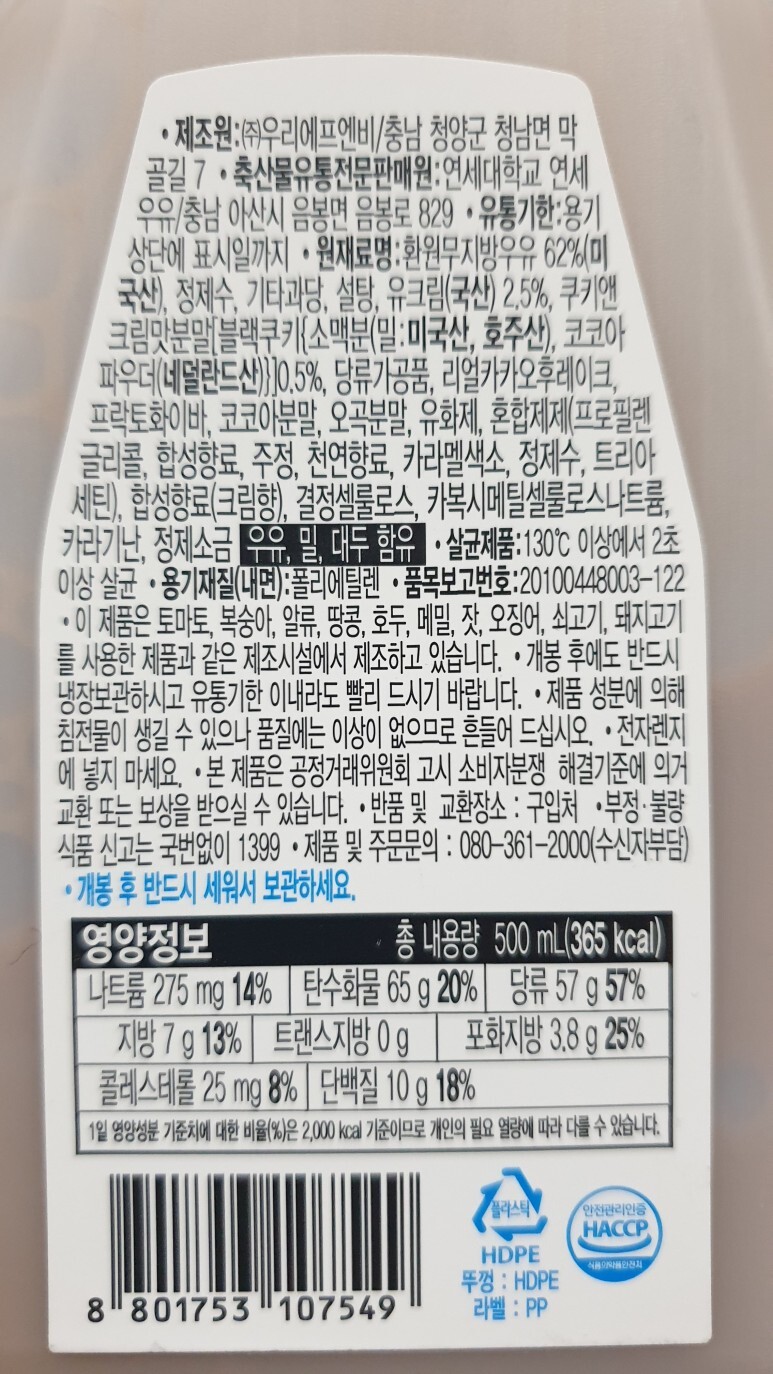 • 제조원:㈜우리에프엔비/충남 청양군 청남면 막
골길 7 • 축산물유통전문판매원:연세대학교 연세
우유/충남 아산시 음봉면 음봉로 829 • 유통기한:용기
상단에 표시일까지 • 원재료명:환원무지방우유 62%(미
국산), 정제수, 기타과당, 설탕, 유크림(국산) 2.5%, 쿠키앤
크림맛분말[블랙쿠키{소맥분(밀:미국산, 호주산), 코코아
파우더(네덜란드산)}]0.5%, 당류가공품, 리얼카카오후레이크,
프락토화이바, 코코아분말, 오곡분말, 유화제, 혼합제제(프로필렌
글리콜, 합성향료, 주정, 천연향료, 카라멜색소, 정제수, 트리아
세틴), 합성향료(크림향), 결정셀룰로스, 카복시메틸셀룰로스나트륨,
카라기난, 정제소금 우유, 밀, 대두 함유 • 살균제품:130℃ 이상에서 2초
이상 살균 • 용기재질(내면):폴리에틸렌 • 품목보고번호:20100448003-122
• 이 제품은 토마토, 복숭아, 알류, 땅콩, 호두, 메밀, 잣, 오징어, 쇠고기, 돼지고기
를 사용한 제품과 같은 제조시설에서 제조하고 있습니다. • 개봉 후에도 반드시
냉장보관하시고 유통기한 이내라도 빨리 드시기 바랍니다. • 제품 성분에 의해
침전물이 생길 수 있으나 품질에는 이상이 없으므로 흔들어 드십시오. • 전자렌지
에 넣지 마세요. • 본 제품은 공정거래위원회 고시 소비자분쟁 해결기준에 의거
교환 또는 보상을 받으실 수 있습니다. • 반품 및 교환장소 : 구입처 • 부정·불량
식품 신고는 국번없이 1399 • 제품 및 주문문의 : 080-361-2000(수신자부담)
• 개봉 후 반드시 세워서 보관하세요.
영양정보 총 내용량 500 mL(365 kcal)
나트륨 275 mg 14% 탄수화물 65 g 20% 당류 57 g 57%
지방 7 g 13% 트랜스지방 0 g 포화지방 3.8 g 25%
콜레스테롤 25 mg 8% 단백질 10 g 18%
1일 영양성분 기준치에 대한 비율(%)은 2,000 kcal 기준이므로 개인의 필요 열량에 따라 다를 수 있습니다.
플라스틱
HDPE
뚜껑 : HDPE
라벨 : PP
안전관리인증
HACCP
식품의약품안전처
8 801753 107549